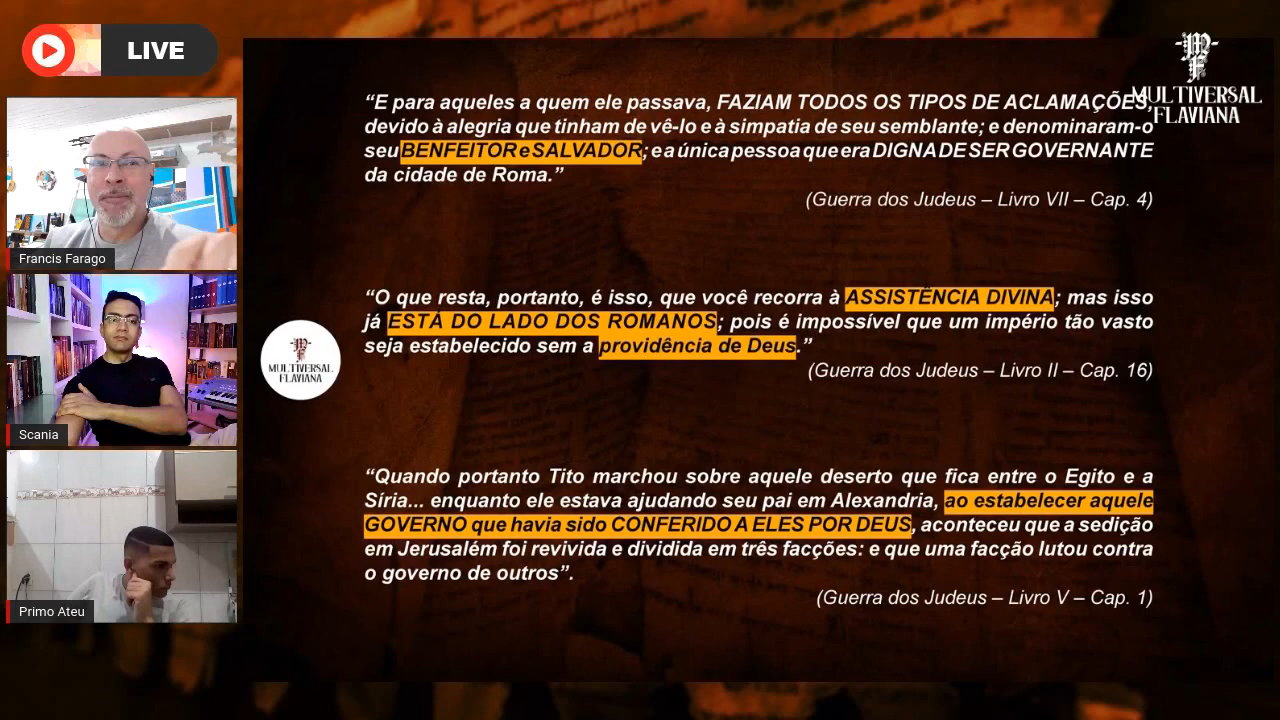 LIVE
MULTIVERSAL
FLAVIANA
“E para aqueles a quem ele passava, FAZIAM TODOS OS TIPOS DE ACLAMAÇÕES,
devido à alegria que tinham de vê-lo e à simpatia de seu semblante; e denominaram-o
seu BENFEITOR e SALVADOR; e a única pessoa que era DIGNA DE SER GOVERNANTE
da cidade de Roma.”
(Guerra dos Judeus – Livro VII – Cap. 4)
“O que resta, portanto, é isso, que você recorra à ASSISTÊNCIA DIVINA; mas isso
já ESTÁ DO LADO DOS ROMANOS; pois é impossível que um império tão vasto
seja estabelecido sem a providência de Deus.”
(Guerra dos Judeus – Livro II – Cap. 16)
“Quando portanto Tito marchou sobre aquele deserto que fica entre o Egito e a
Síria... enquanto ele estava ajudando seu pai em Alexandria, ao estabelecer aquele
GOVERNO que havia sido CONFERIDO A ELES POR DEUS, aconteceu que a sedição
em Jerusalém foi revivida e dividida em três facções: e que uma facção lutou contra
o governo de outros”.
(Guerra dos Judeus – Livro V – Cap. 1)
MULTIVERSAL
FLAVIANA
Francis Farago
Scania
Primo Ateu